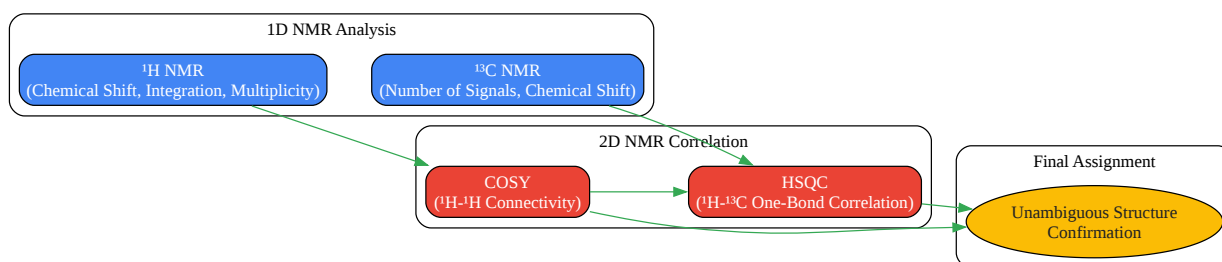 1D NMR Analysis
¹H NMR
(Chemical Shift, Integration, Multiplicity)
¹³C NMR
(Number of Signals, Chemical Shift)
2D NMR Correlation
COSY
(¹H-¹H Connectivity)
HSQC
(¹H-¹³C One-Bond Correlation)
Final Assignment
Unambiguous Structure
Confirmation